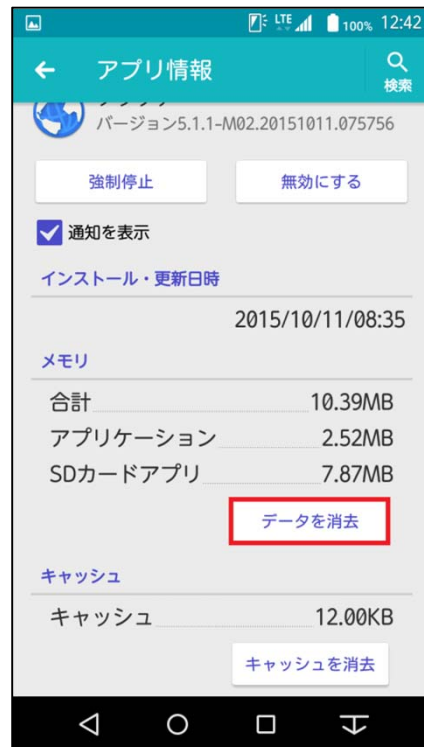 LTE 100% 12:42
アプリ情報
検索
バージョン5.1.1-M02.20151011.075756
強制停止 無効にする
通知を表示
インストール・更新日時
2015/10/11/08:35
メモリ
合計 10.39MB
アプリケーション 2.52MB
SDカードアプリ 7.87MB
データを消去
キャッシュ
キャッシュ 12.00KB
キャッシュを消去